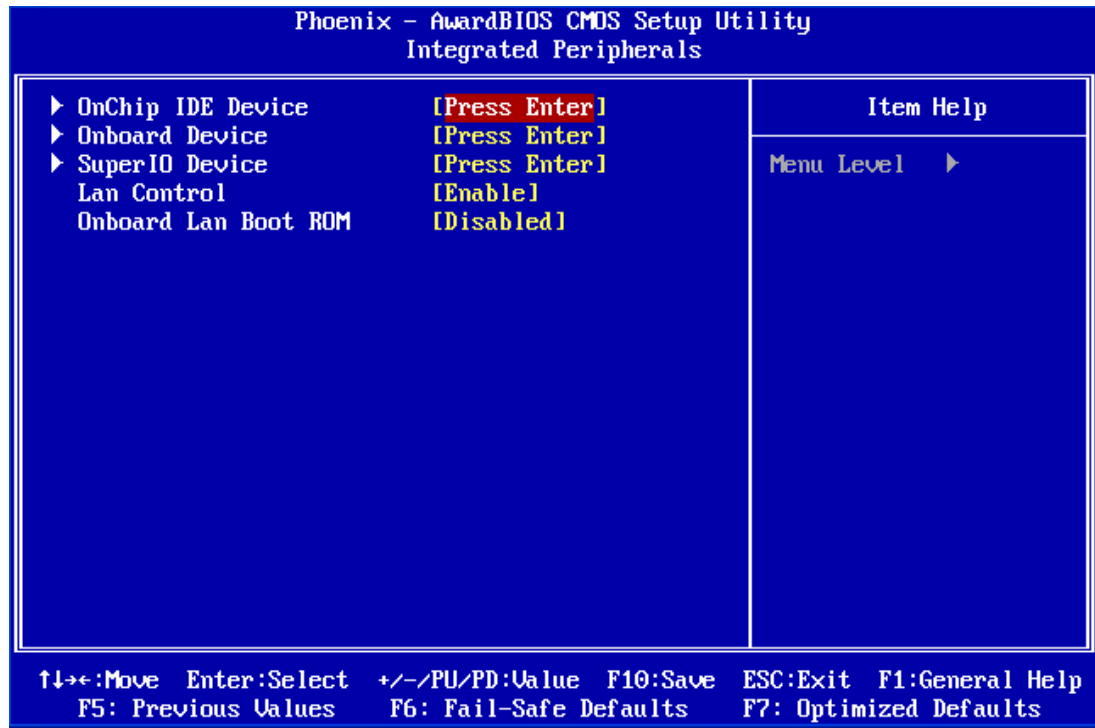 Phoenix - AwardBIOS CMOS Setup Utility
Integrated Peripherals
OnChip IDE Device [Press Enter]
Onboard Device [Press Enter]
SuperIO Device [Press Enter]
Lan Control [Enable]
Onboard Lan Boot ROM [Disabled]
Item Help
Menu Level
↑↓→←:Move Enter:Select +/-/PU/PD:Value F10:Save ESC:Exit F1:General Help
F5: Previous Values F6: Fail-Safe Defaults F7: Optimized Defaults